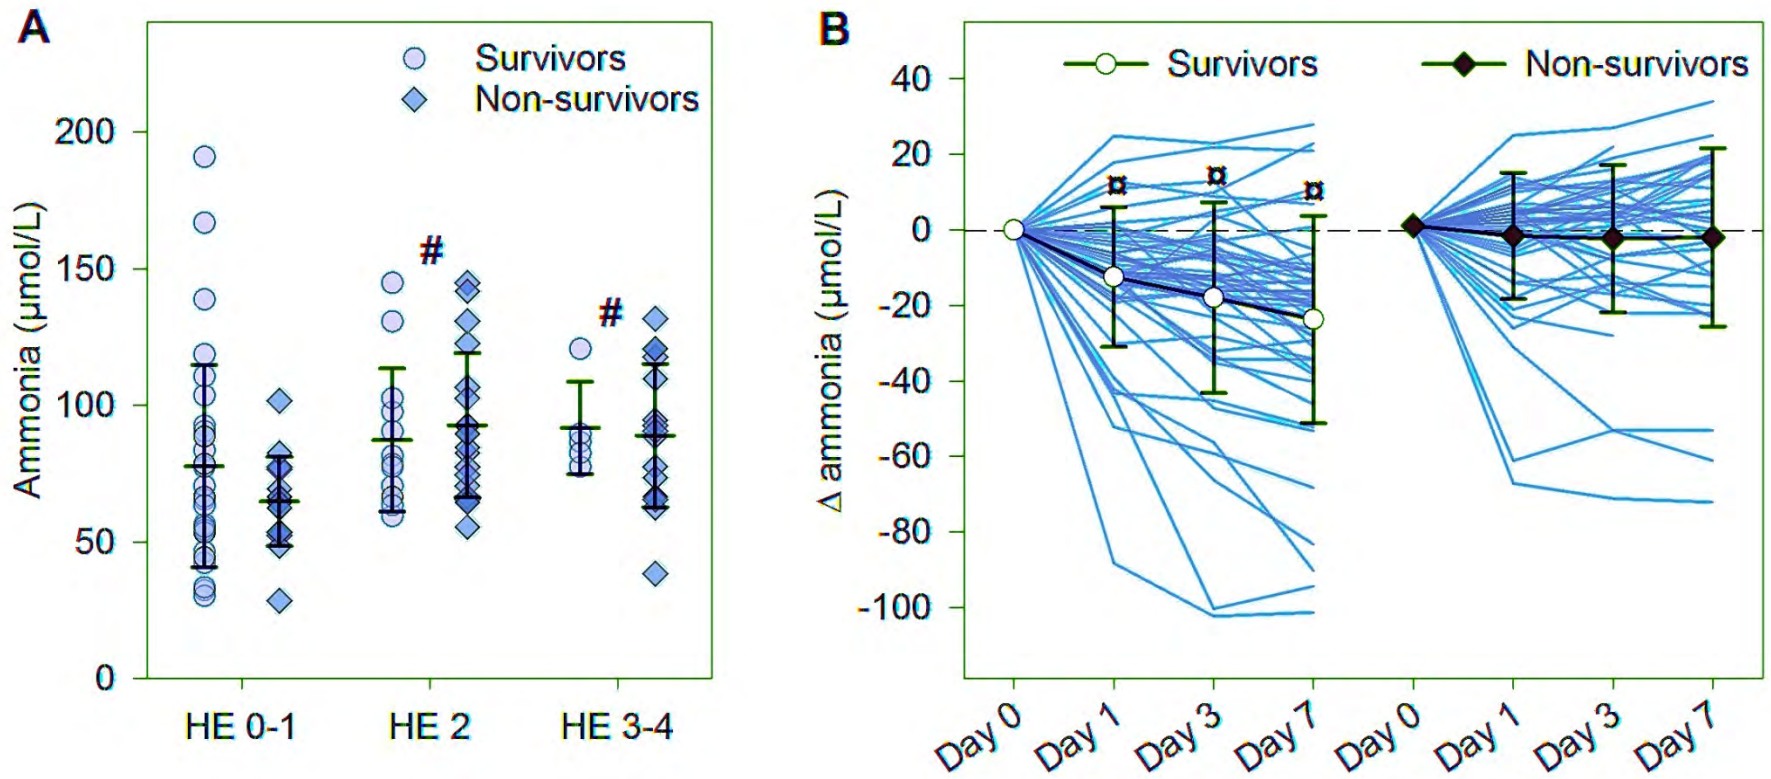 A
Survivors
Non-survivors
Ammonia (µmol/L)
200
150
100
50
0
#
#
HE 0-1
HE 2
HE 3-4
B
Survivors
Non-survivors
Δ ammonia (µmol/L)
40
20
0
-20
-40
-60
-80
-100
¤
¤
¤
Day 0
Day 1
Day 3
Day 7
Day 0
Day 1
Day 3
Day 7